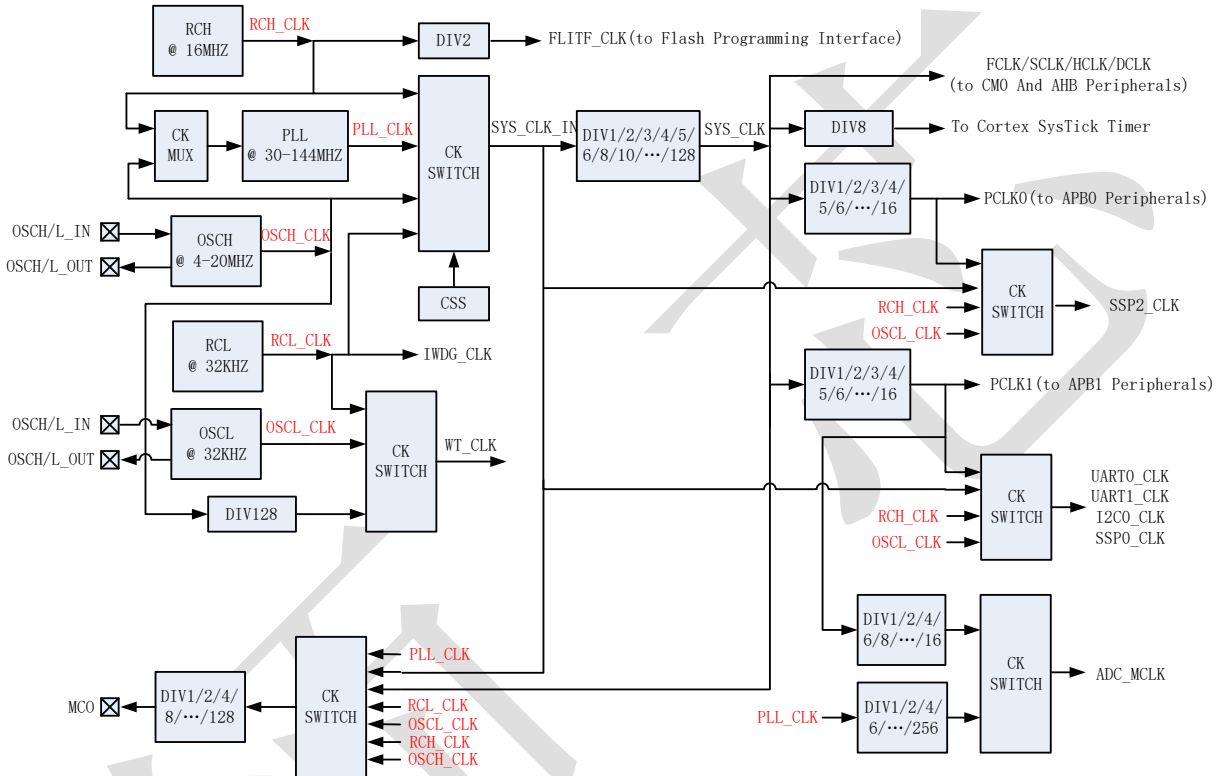 RCH
@ 16MHZ
RCH_CLK
DIV2
FLITF_CLK(to Flash Programming Interface)
FCLK/SCLK/HCLK/DCLK
(to CM0 And AHB Peripherals)
CK
MUX
PLL
@ 30-144MHZ
PLL_CLK
CK
SWITCH
SYS_CLK_IN
DIV1/2/3/4/5/
6/8/10/···/128
SYS_CLK
DIV8
To Cortex SysTick Timer
DIV1/2/3/4/
5/6/···/16
PCLK0(to APB0 Peripherals)
OSCH/L_IN
OSCH/L_OUT
OSCH
@ 4-20MHZ
OSCH_CLK
CSS
CK
SWITCH
RCH_CLK
OSCL_CLK
SSP2_CLK
RCL
@ 32KHZ
RCL_CLK
IWDG_CLK
DIV1/2/3/4/
5/6/···/16
PCLK1(to APB1 Peripherals)
OSCH/L_IN
OSCH/L_OUT
OSCL
@ 32KHZ
OSCL_CLK
CK
SWITCH
WT_CLK
DIV128
CK
SWITCH
RCH_CLK
OSCL_CLK
UART0_CLK
UART1_CLK
I2C0_CLK
SSP0_CLK
DIV1/2/4/
6/8/···/16
PLL_CLK
DIV1/2/4/
6/···/256
CK
SWITCH
ADC_MCLK
MCO
DIV1/2/4/
8/···/128
CK
SWITCH
PLL_CLK
RCL_CLK
OSCL_CLK
RCH_CLK
OSCH_CLK